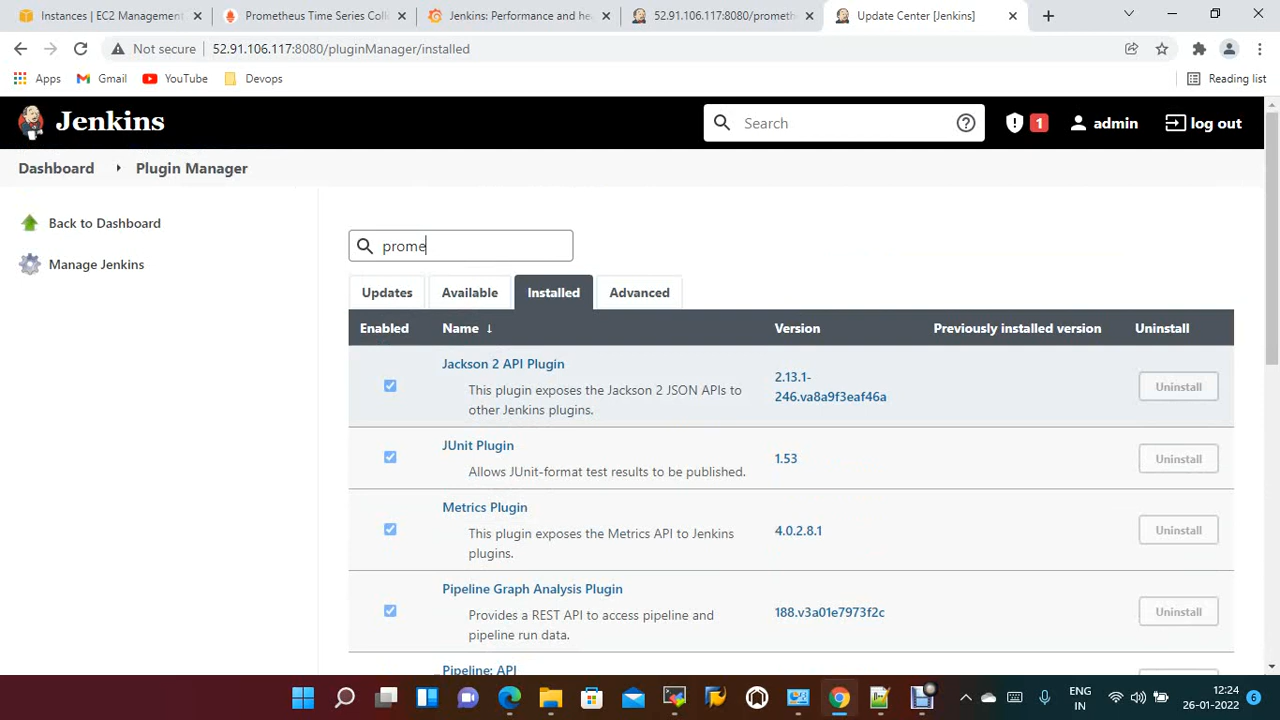 Instances | EC2 Management
Prometheus Time Series Coll
Jenkins: Performance and he
52.91.106.117:8080/prometh
Update Center [Jenkins]
Not secure
52.91.106.117:8080/pluginManager/installed
Apps
Gmail
YouTube
Devops
Reading list
Jenkins
Search
1
admin
log out
Dashboard
Plugin Manager
Back to Dashboard
Manage Jenkins
prome
Updates
Available
Installed
Advanced
Enabled
Name ↓
Version
Previously installed version
Uninstall
Jackson 2 API Plugin
This plugin exposes the Jackson 2 JSON APIs to
other Jenkins plugins.
2.13.1-
246.va8a9f3eaf46a
Uninstall
JUnit Plugin
Allows JUnit-format test results to be published.
1.53
Uninstall
Metrics Plugin
This plugin exposes the Metrics API to Jenkins
plugins.
4.0.2.8.1
Uninstall
Pipeline Graph Analysis Plugin
Provides a REST API to access pipeline and
pipeline run data.
188.v3a01e7973f2c
Uninstall
Pipeline: API
ENG
IN
12:24
26-01-2022
6